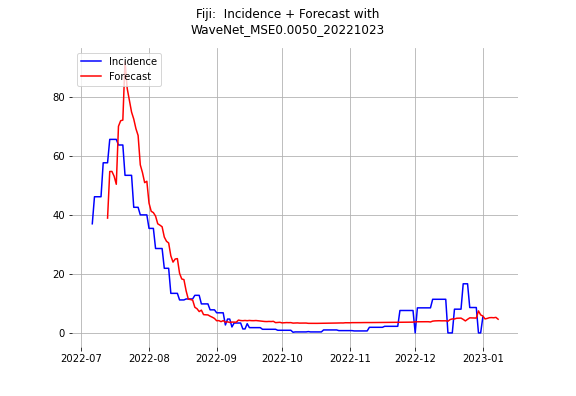 Fiji:  Incidence + Forecast with
WaveNet_MSE0.0050_20221023
Incidence
Forecast
80
60
40
20
0
2022-07 2022-08 2022-09 2022-10 2022-11 2022-12 2023-01